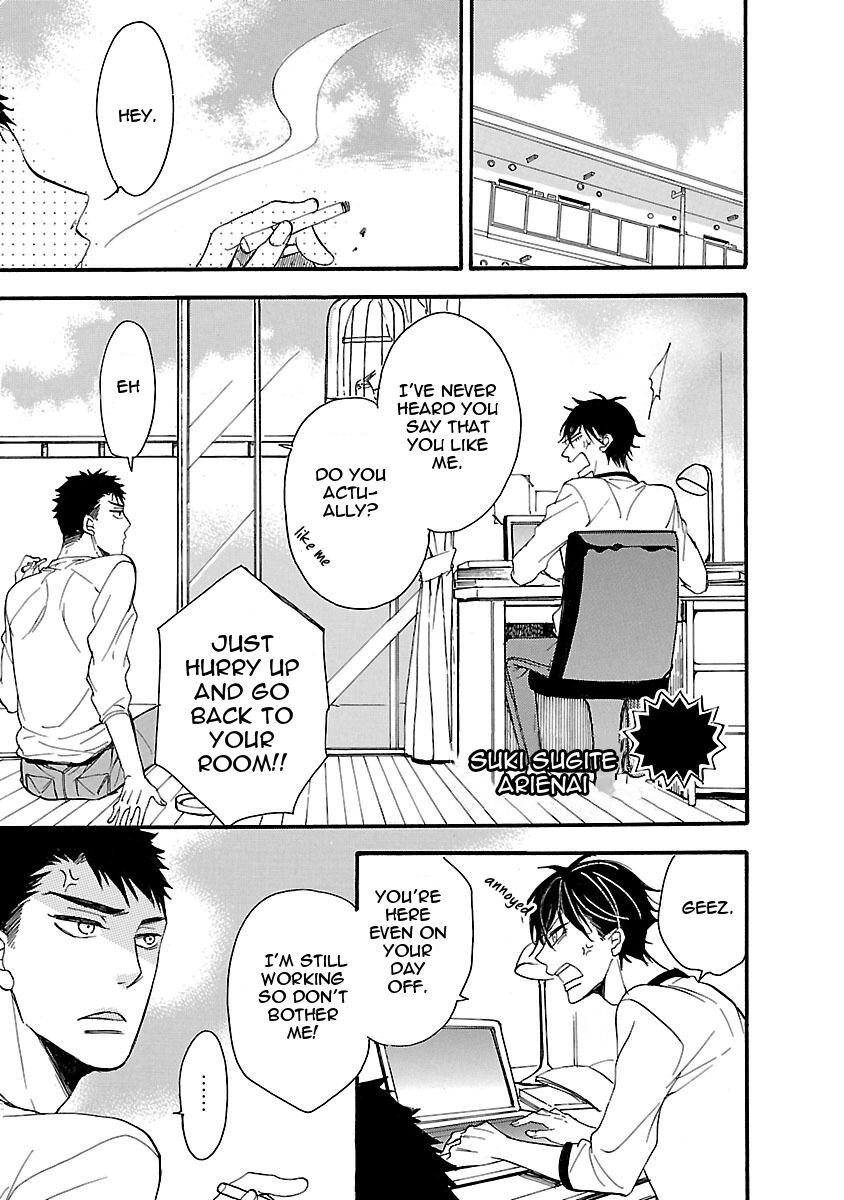 HEY.
I'VE NEVER
HEARD YOU
SAY THAT
YOU LIKE
ME.
DO YOU
ACTU-
ALLY?
like me
EH
JUST
HURRY UP
AND GO
BACK TO
YOUR
ROOM!!
SUKI SUGITE
ARIENAI
GEEZ.
annoyed
YOU'RE
HERE
EVEN ON
YOUR
DAY
OFF.
I'M STILL
WORKING
SO DON'T
BOTHER
ME!
......